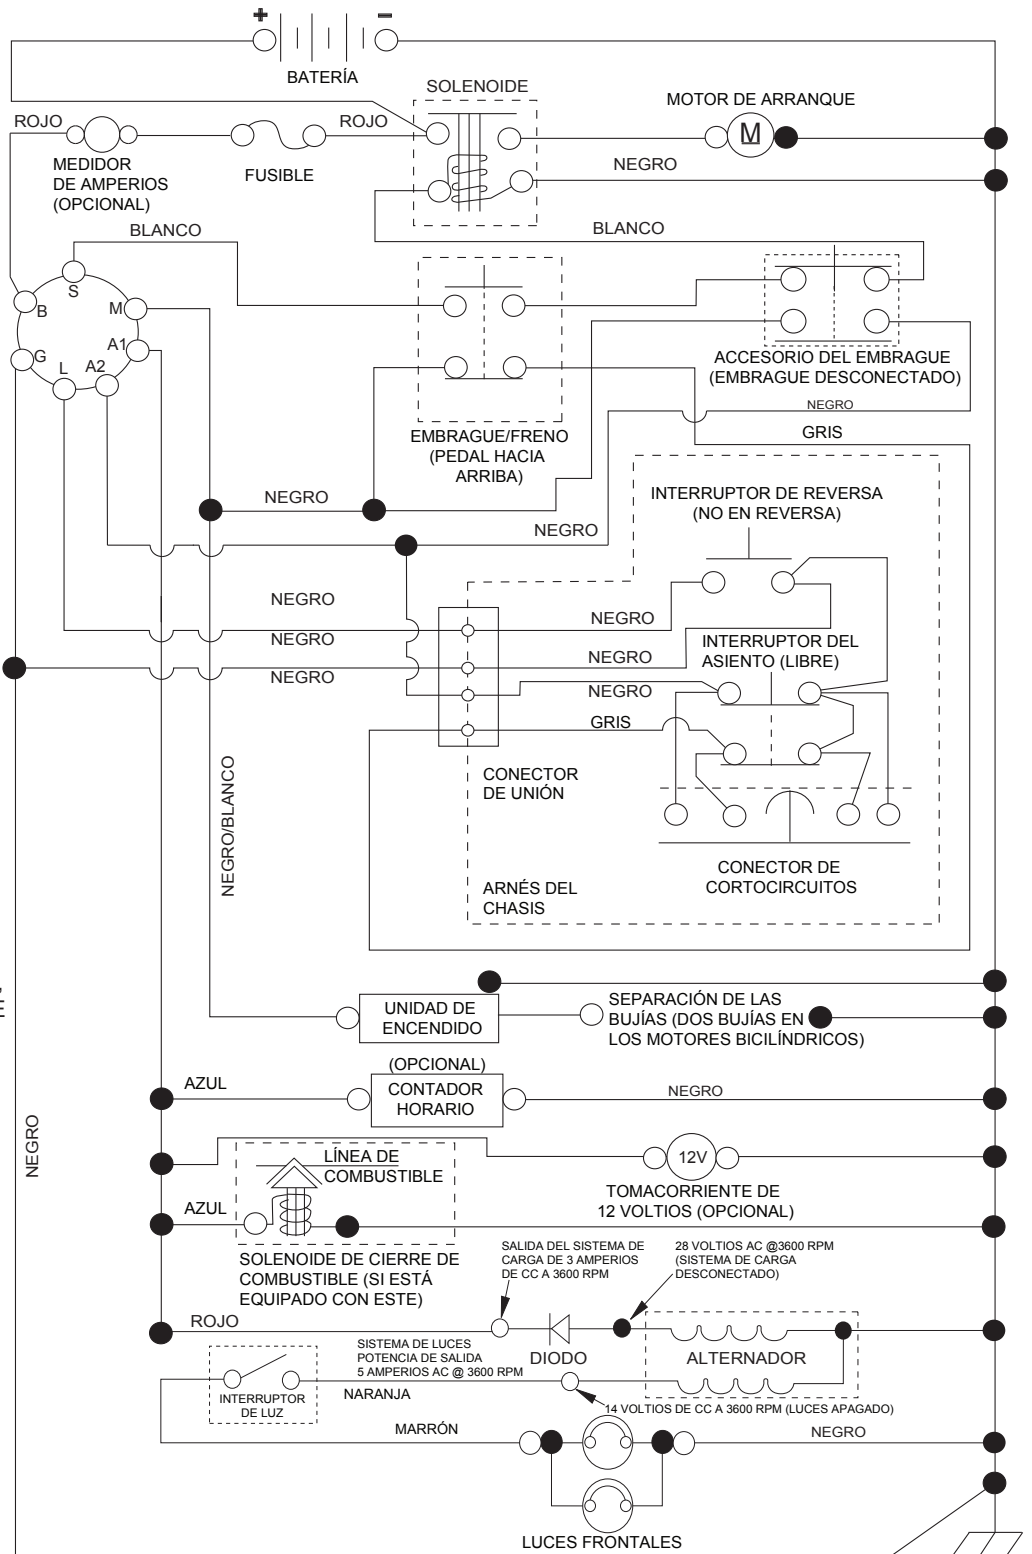 + −
BATERÍA
SOLENOIDE
MOTOR DE ARRANQUE
ROJO
ROJO
M
NEGRO
MEDIDOR
DE AMPERIOS
(OPCIONAL)
FUSIBLE
BLANCO
BLANCO
S
B
M
G
A1
L
A2
ACCESORIO DEL EMBRAGUE
(EMBRAGUE DESCONECTADO)
NEGRO
EMBRAGUE/FRENO
(PEDAL HACIA
ARRIBA)
GRIS
NEGRO
NEGRO
INTERRUPTOR DE REVERSA
(NO EN REVERSA)
NEGRO
NEGRO
NEGRO
NEGRO
NEGRO
NEGRO
INTERRUPTOR DEL
ASIENTO (LIBRE)
GRIS
CONECTOR
DE UNIÓN
NEGRO/BLANCO
CONECTOR DE
CORTOCIRCUITOS
ARNÉS DEL
CHASIS
UNIDAD DE
ENCENDIDO
SEPARACIÓN DE LAS
BUJÍAS (DOS BUJÍAS EN
LOS MOTORES BICILÍNDRICOS)
(OPCIONAL)
CONTADOR
HORARIO
AZUL
NEGRO
NEGRO
LÍNEA DE
COMBUSTIBLE
12V
TOMACORRIENTE DE
12 VOLTIOS (OPCIONAL)
AZUL
SOLENOIDE DE CIERRE DE
COMBUSTIBLE (SI ESTÁ
EQUIPADO CON ESTE)
SALIDA DEL SISTEMA DE
CARGA DE 3 AMPERIOS
DE CC A 3600 RPM
28 VOLTIOS AC @3600 RPM
(SISTEMA DE CARGA
DESCONECTADO)
ROJO
DIODO
ALTERNADOR
SISTEMA DE LUCES
POTENCIA DE SALIDA
5 AMPERIOS AC @ 3600 RPM
NARANJA
INTERRUPTOR
DE LUZ
14 VOLTIOS DE CC A 3600 RPM (LUCES APAGADO)
MARRÓN
NEGRO
LUCES FRONTALES